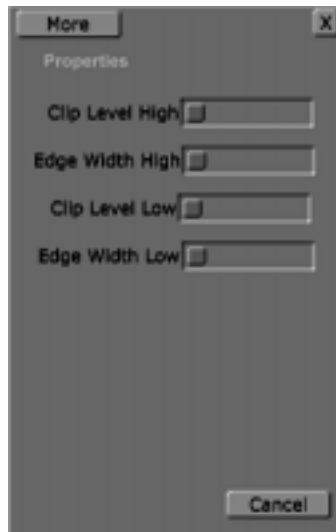 More X
Properties
Clip Level High
Edge Width High
Clip Level Low
Edge Width Low
Cancel